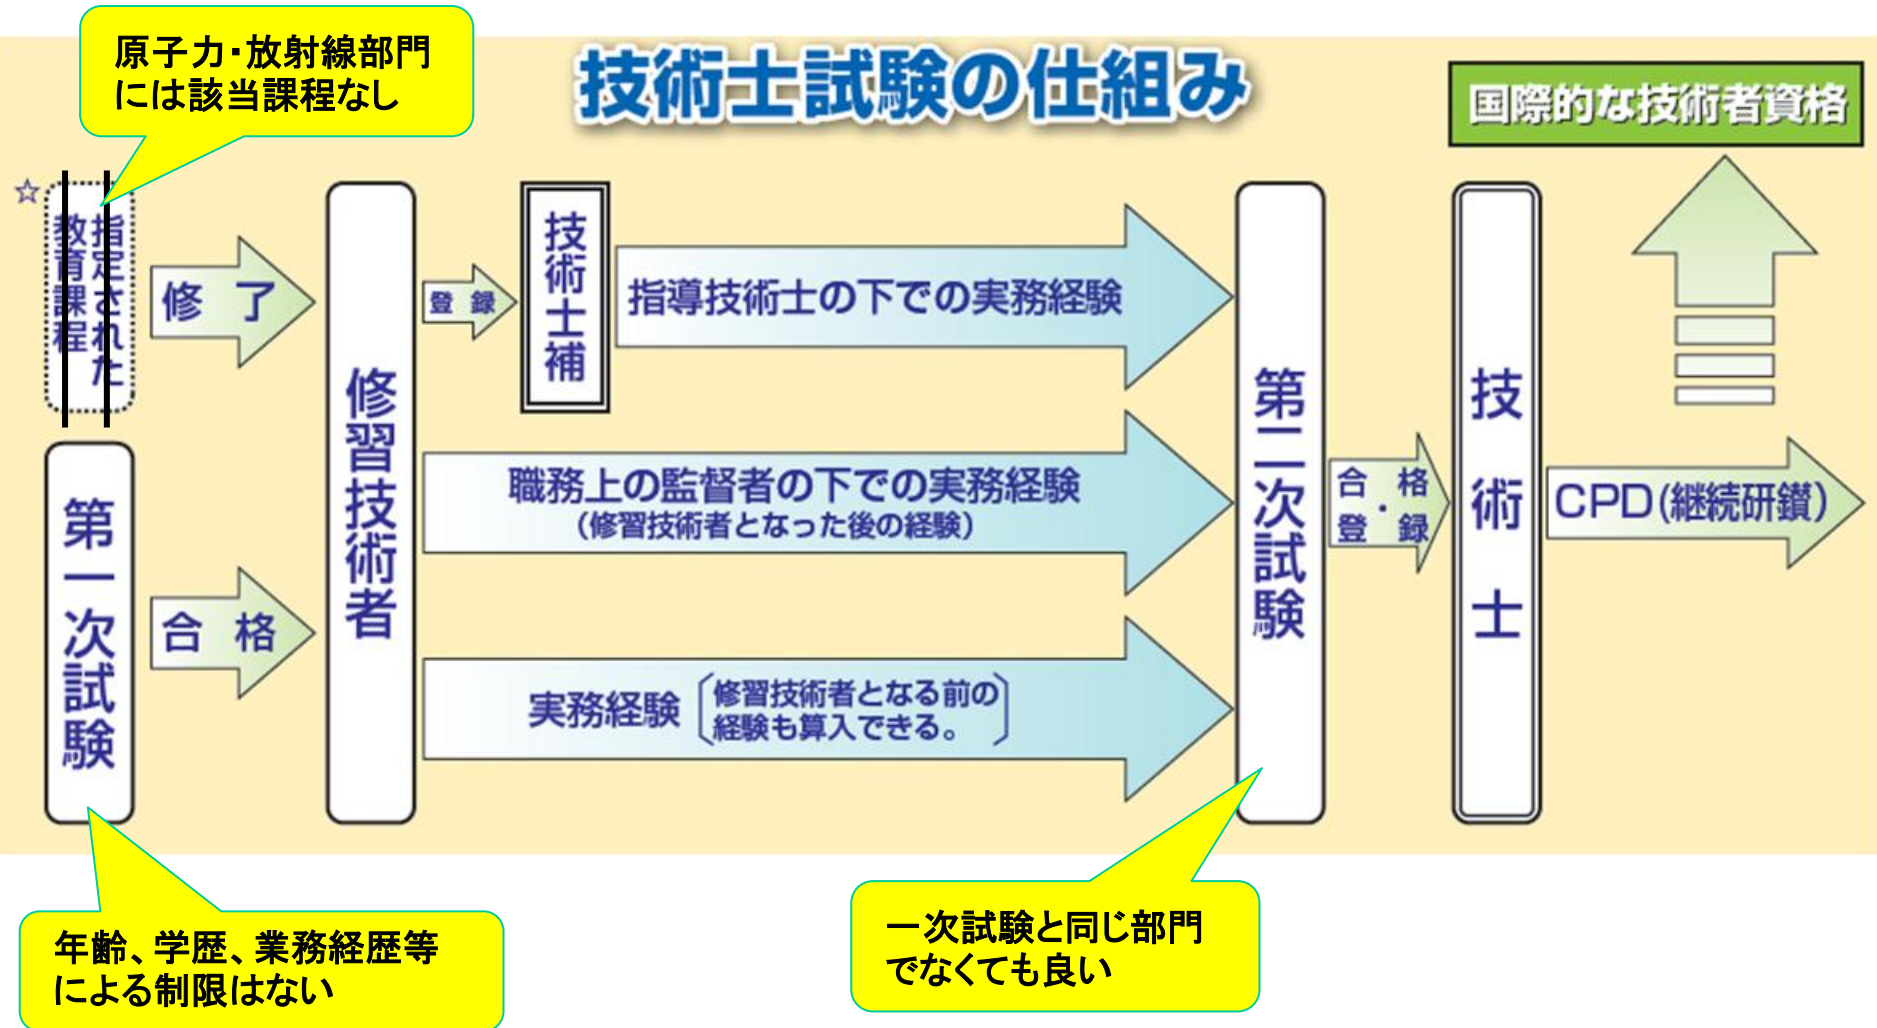 原子力・放射線部門
には該当課程なし
技術士試験の仕組み
国際的な技術者資格
☆
指定された
教育課程
修 了
第一次試験
合 格
修習技術者
登 録
技術士補
指導技術士の下での実務経験
職務上の監督者の下での実務経験
（修習技術者となった後の経験）
実務経験
修習技術者となる前の
経験も算入できる。
第二次試験
合 格
・
登 録
技術士
CPD（継続研鑽）
年齢、学歴、業務経歴等
による制限はない
一次試験と同じ部門
でなくても良い